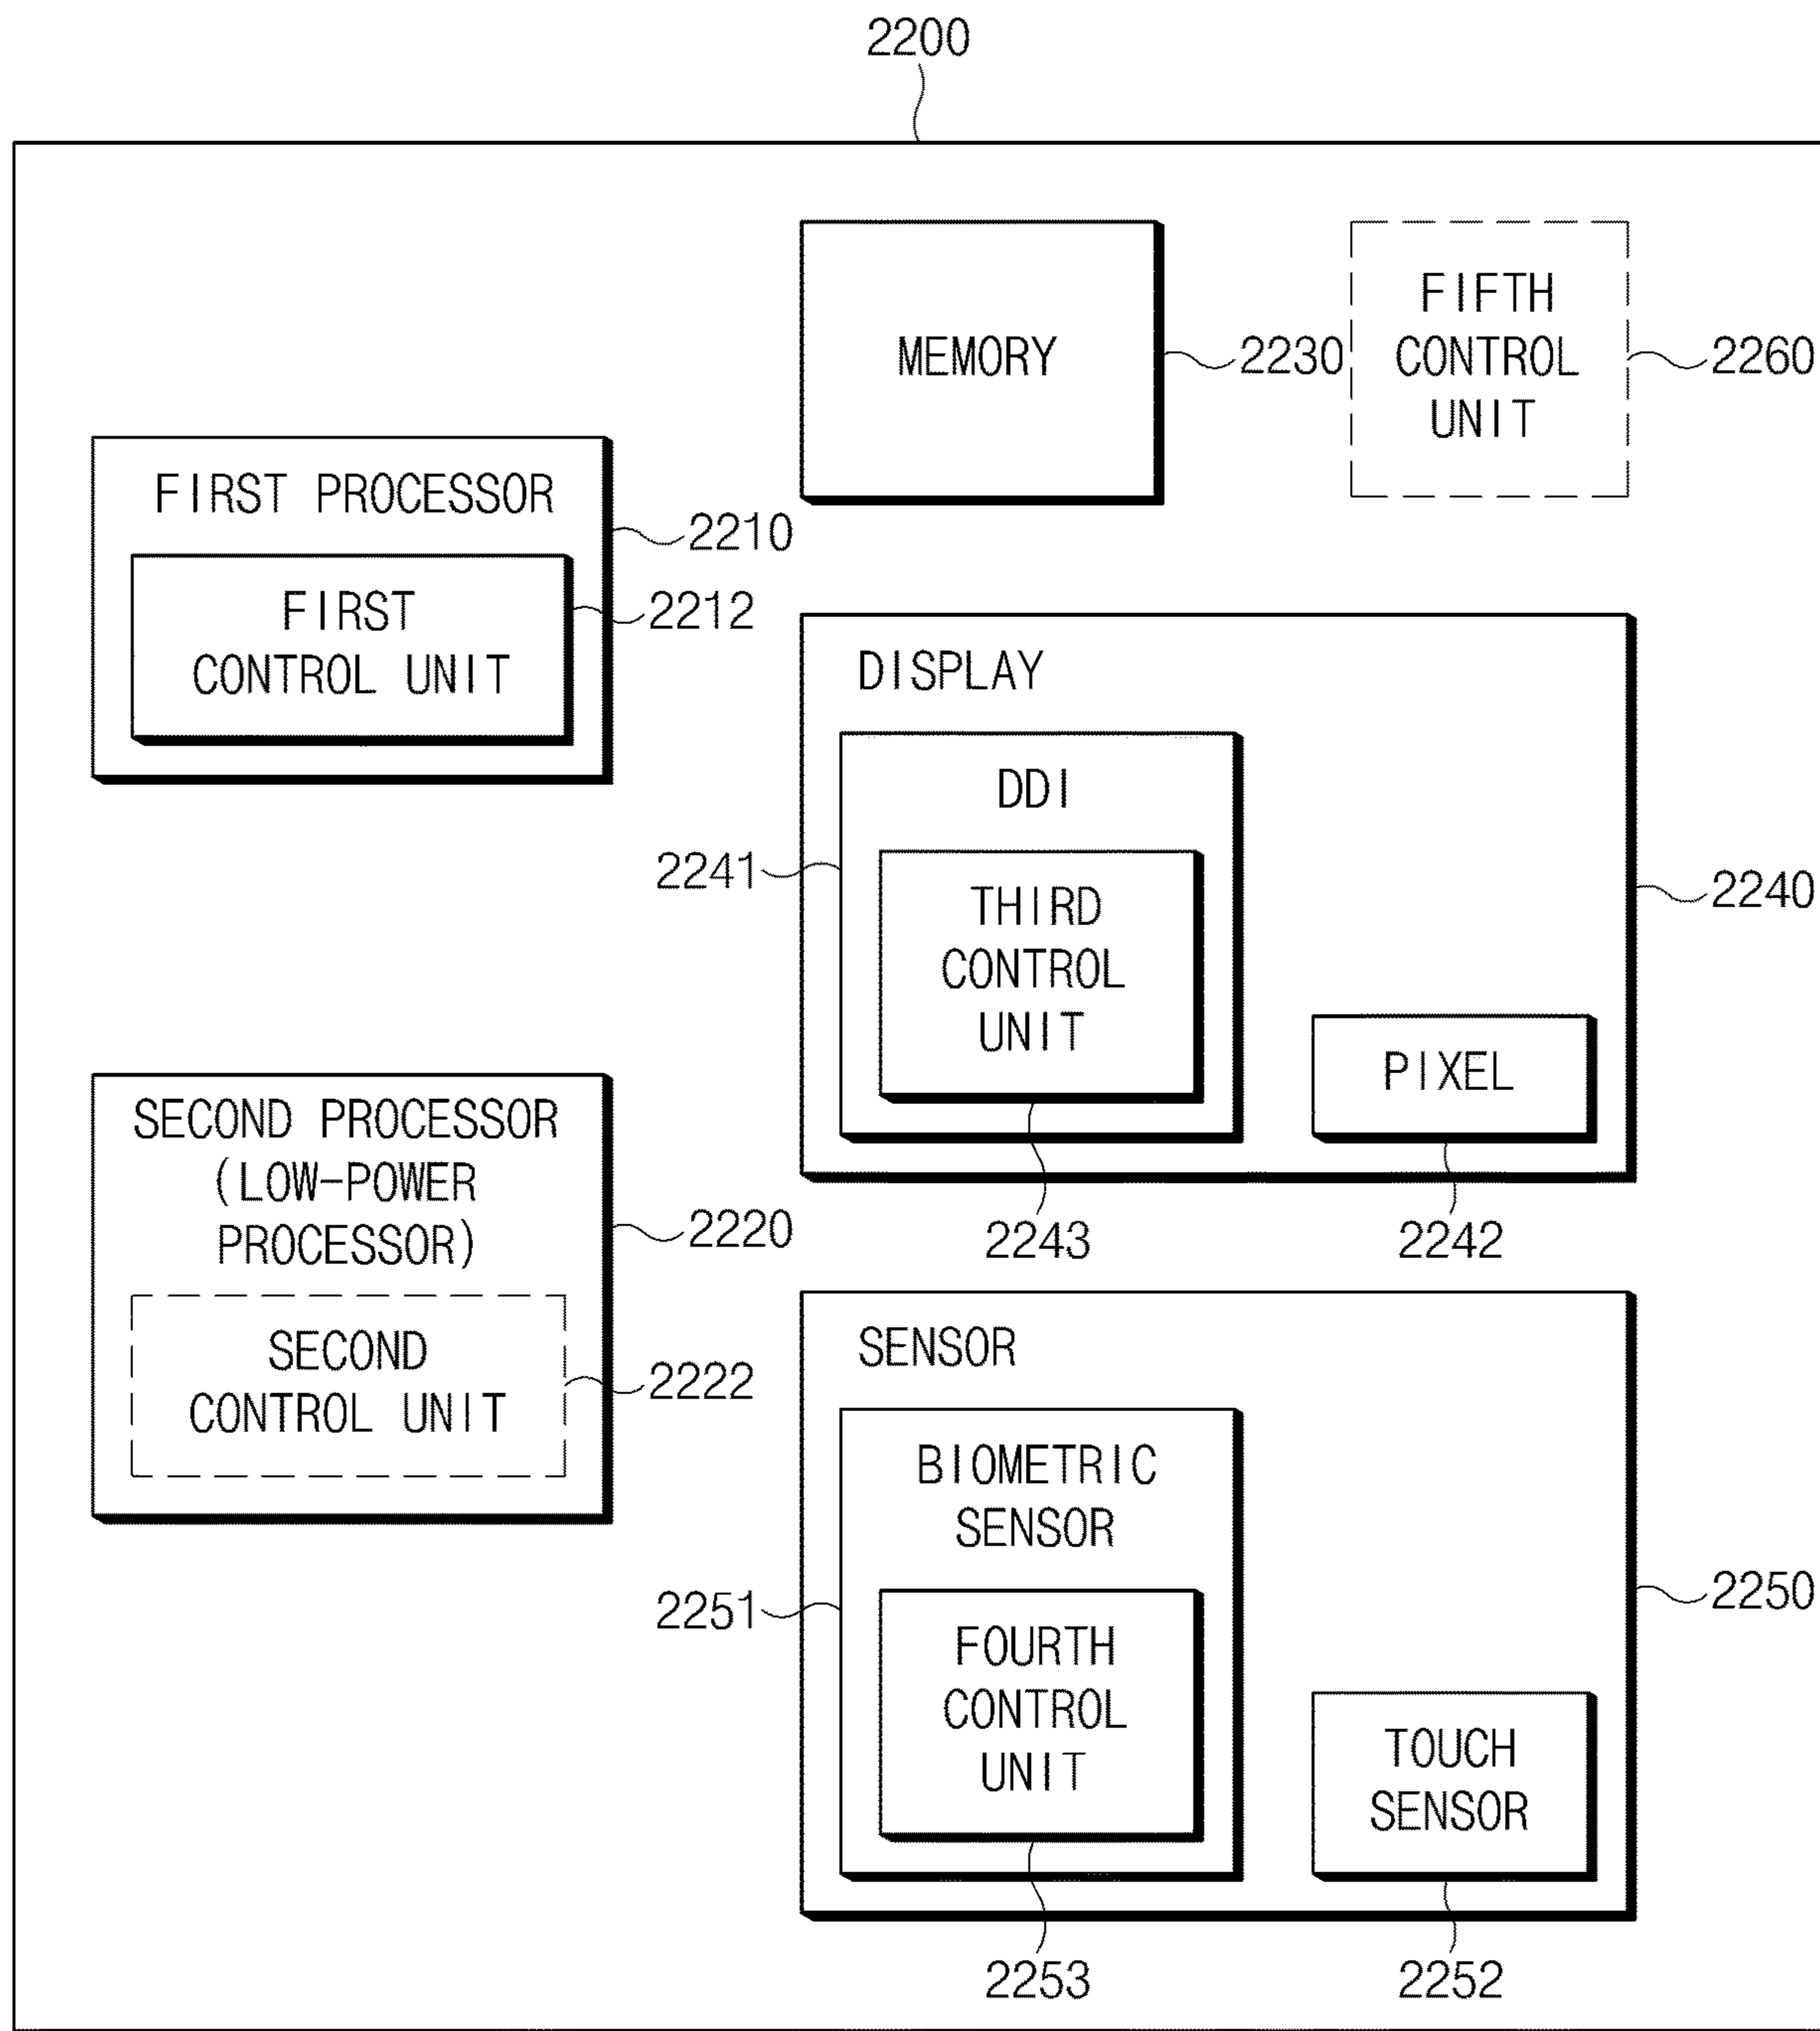 2200
MEMORY
2230
FIFTH
CONTROL
UNIT
2260
FIRST PROCESSOR
2210
FIRST
CONTROL UNIT
2212
DISPLAY
DDI
2241
THIRD
CONTROL
UNIT
2240
PIXEL
2243
2242
SECOND PROCESSOR
(LOW-POWER
PROCESSOR)
2220
SECOND
CONTROL UNIT
2222
SENSOR
BIOMETRIC
SENSOR
2251
FOURTH
CONTROL
UNIT
2250
TOUCH
SENSOR
2253
2252